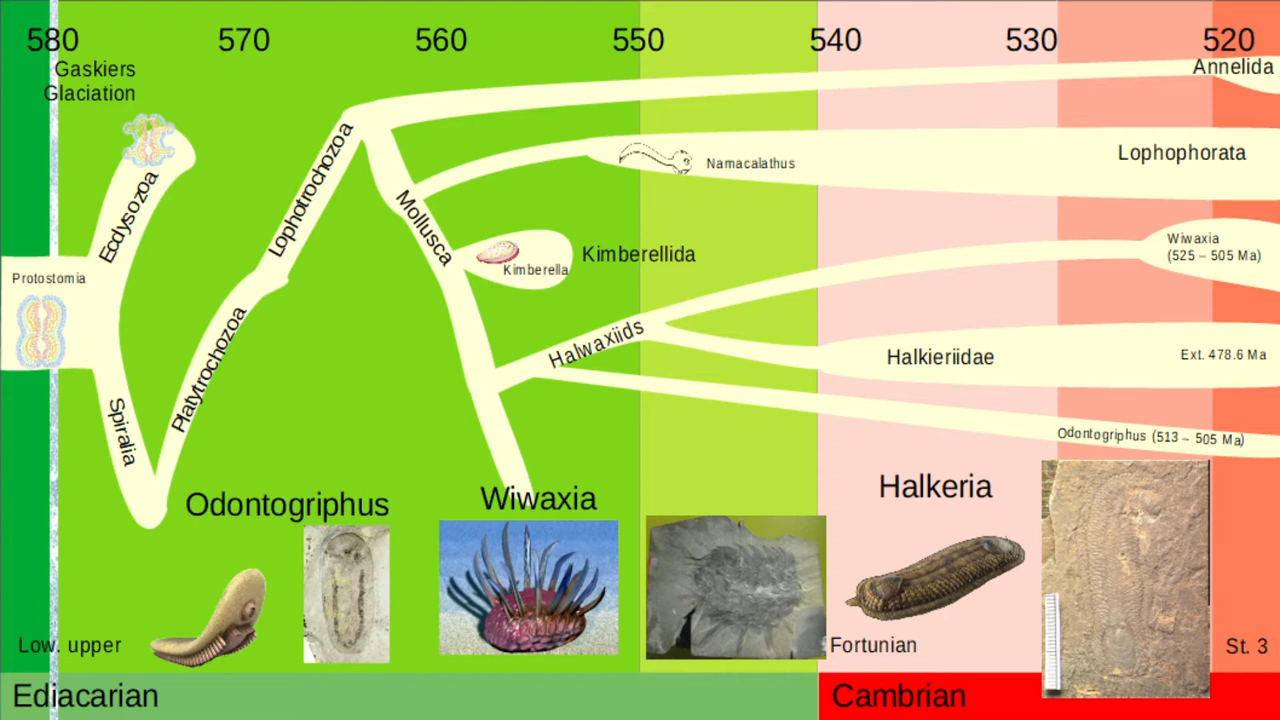 580 570 560 550 540 530 520
Gaskiers
Glaciation
Annelida
Ecdysozoa
Lophotrochozoa
Namacalathus
Lophophorata
Mollusca
Kimberella
Kimberellida
Wiwaxia
(525 – 505 Ma)
Protostomia
Platytrochozoa
Halwaxiids
Halkieriidae
Ext. 478.6 Ma
Spiralia
Odontogriphus (513 – 505 Ma)
Odontogriphus
Wiwaxia
Halkeria
Low. upper
Fortunian
St. 3
Ediacarian
Cambrian